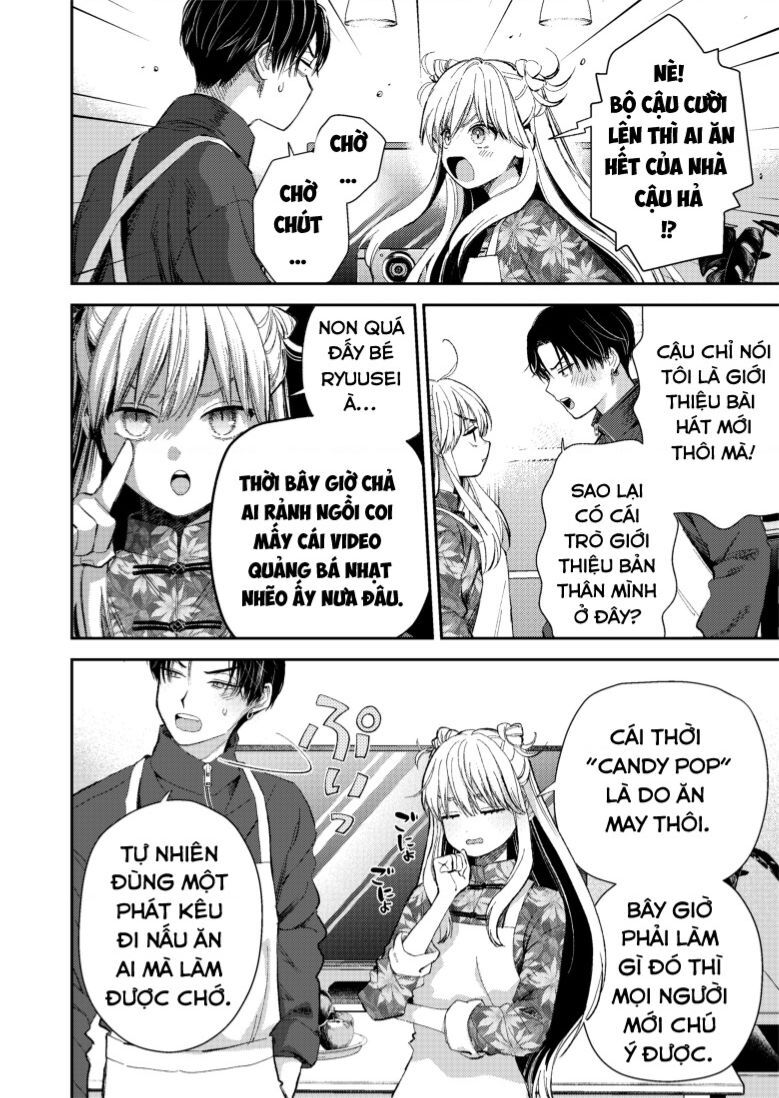 NÈ!
BỘ CẬU CƯỜI
LÊN THÌ AI ĂN
HẾT CỦA NHÀ
CẬU HẢ
!?
CHỜ
...
CHỜ
CHÚT
...
CẬU CHỈ NÓI
TÔI LÀ GIỚI
THIỆU BÀI
HÁT MỚI
THÔI MÀ!
SAO LẠI
CÓ CÁI
TRÒ GIỚI
THIỆU BẢN
THÂN MÌNH
Ở ĐÂY?
NON QUÁ
ĐẤY BÉ
RYUUSEI
À...
THỜI BÂY GIỜ CHẢ
AI RẢNH NGỒI COI
MẤY CÁI VIDEO
QUẢNG BÁ NHẠT
NHẼO ẤY NƯA ĐÂU.
CÁI THỜI
"CANDY POP"
LÀ DO ĂN
MAY THÔI.
BÂY GIỜ
PHẢI LÀM
GÌ ĐÓ THÌ
MỌI NGƯỜI
MỚI CHÚ
Ý ĐƯỢC.
ぷいっ
ごにょ
ごにょ
TỰ NHIÊN
ĐÙNG MỘT
PHÁT KÊU
ĐI NẤU ĂN
AI MÀ LÀM
ĐƯỢC CHỚ.